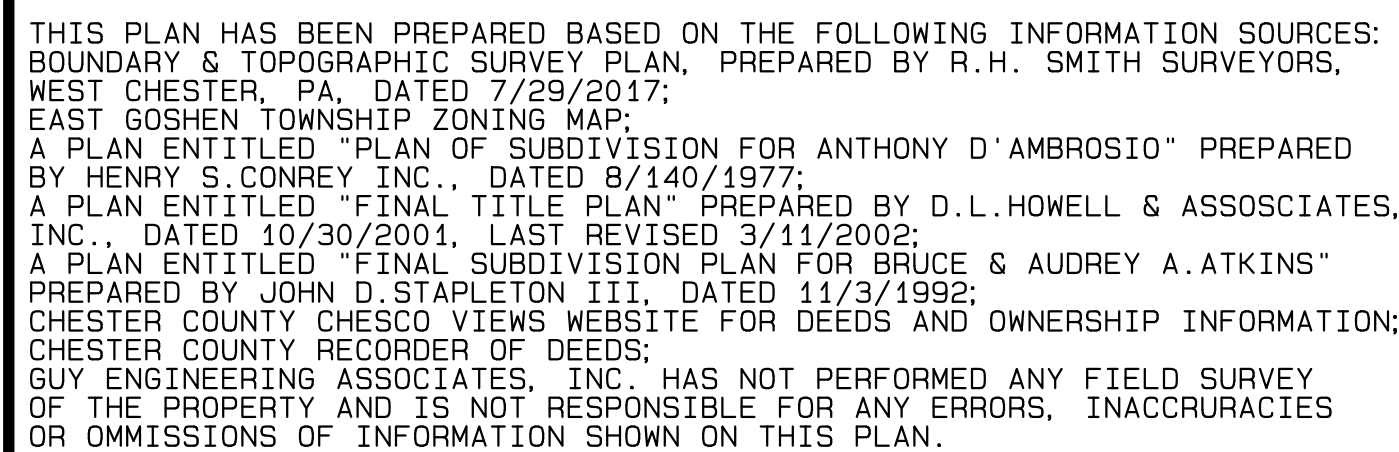 THIS PLAN HAS BEEN PREPARED BASED ON THE FOLLOWING INFORMATION SOURCES:
BOUNDARY & TOPOGRAPHIC SURVEY PLAN, PREPARED BY R.H. SMITH SURVEYORS,
WEST CHESTER, PA, DATED 7/29/2017;
EAST GOSHEN TOWNSHIP ZONING MAP;
A PLAN ENTITLED "PLAN OF SUBDIVISION FOR ANTHONY D'AMBROSIO" PREPARED
BY HENRY S.CONREY INC., DATED 8/140/1977;
A PLAN ENTITLED "FINAL TITLE PLAN" PREPARED BY D.L.HOWELL & ASSOSCIATES,
INC., DATED 10/30/2001, LAST REVISED 3/11/2002;
A PLAN ENTITLED "FINAL SUBDIVISION PLAN FOR BRUCE & AUDREY A.ATKINS"
PREPARED BY JOHN D.STAPLETON III, DATED 11/3/1992;
CHESTER COUNTY CHESCO VIEWS WEBSITE FOR DEEDS AND OWNERSHIP INFORMATION;
CHESTER COUNTY RECORDER OF DEEDS;
GUY ENGINEERING ASSOCIATES, INC. HAS NOT PERFORMED ANY FIELD SURVEY
OF THE PROPERTY AND IS NOT RESPONSIBLE FOR ANY ERRORS, INACCRURACIES
OR OMMISSIONS OF INFORMATION SHOWN ON THIS PLAN.